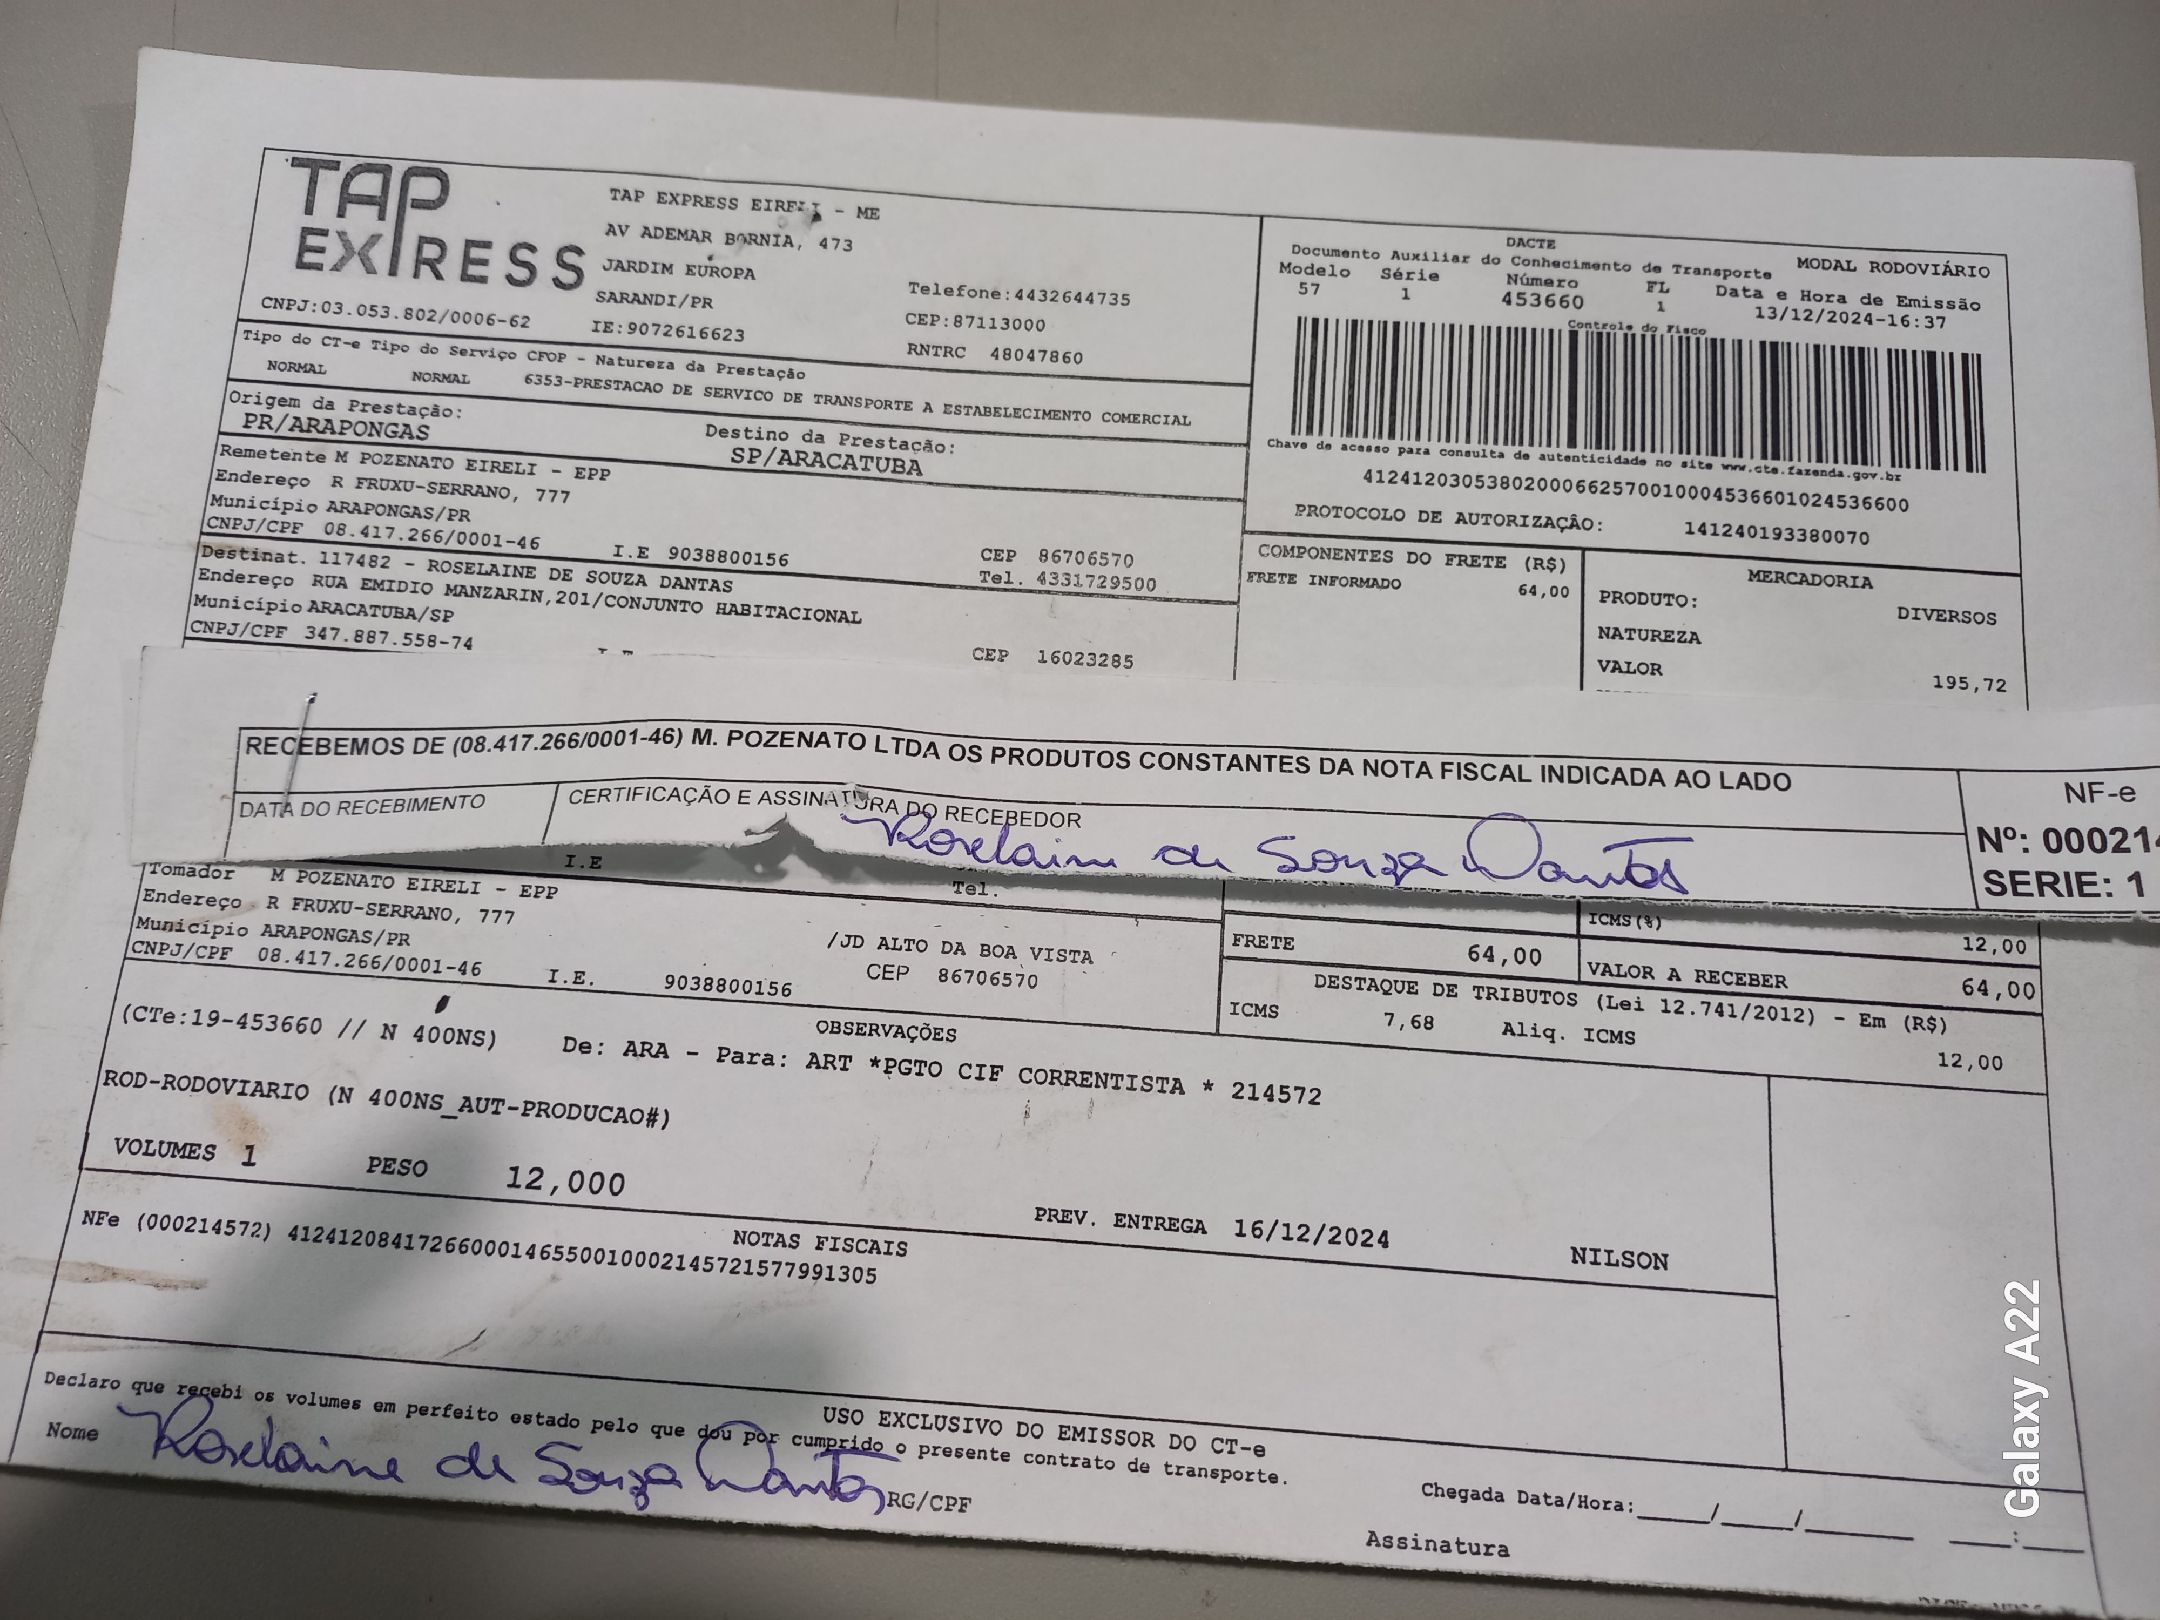 TAP EXPRESS
TAP EXPRESS EIRELI - ME
AV ADEMAR BORNIA, 473
JARDIM EUROPA
SARANDI/PR
Telefone:4432644735
CEP:87113000
CNPJ:03.053.802/0006-62
IE:9072616623
RNTRC 48047860
DACTE
Documento Auxiliar do Conhecimento de Transporte
MODAL RODOVIÁRIO
Modelo Série Número FL Data e Hora de Emissão
57 1 453660 1 13/12/2024-16:37
Controle do Fisco
Chave de acesso para consulta de autenticidade no site www.cte.fazenda.gov.br
41241203053802000662570010004536601024536600
PROTOCOLO DE AUTORIZAÇÂO: 141240193380070
Tipo do CT-e Tipo do Serviço CFOP - Natureza da Prestação
NORMAL NORMAL 6353-PRESTACAO DE SERVICO DE TRANSPORTE A ESTABELECIMENTO COMERCIAL
Origem da Prestação: Destino da Prestação:
PR/ARAPONGAS SP/ARACATUBA
Remetente M POZENATO EIRELI - EPP
Endereço R FRUXU-SERRANO, 777
Município ARAPONGAS/PR CEP 86706570
CNPJ/CPF 08.417.266/0001-46 I.E 9038800156 Tel. 4331729500
Destinat. 117482 - ROSELAINE DE SOUZA DANTAS
Endereço RUA EMIDIO MANZARIN,201/CONJUNTO HABITACIONAL
Município ARACATUBA/SP CEP 16023285
CNPJ/CPF 347.887.558-74
COMPONENTES DO FRETE (R$)
FRETE INFORMADO 64,00
MERCADORIA
PRODUTO: DIVERSOS
NATUREZA
VALOR 195,72
RECEBEMOS DE (08.417.266/0001-46) M. POZENATO LTDA OS PRODUTOS CONSTANTES DA NOTA FISCAL INDICADA AO LADO
DATA DO RECEBIMENTO
CERTIFICAÇÃO E ASSINATURA DO RECEBEDOR
Roselaine de Souza Dantas
NF-e
Nº: 000214
SERIE: 1
I.E Tel.
Tomador M POZENATO EIRELI - EPP
Endereço R FRUXU-SERRANO, 777
/JD ALTO DA BOA VISTA
Município ARAPONGAS/PR CEP 86706570
CNPJ/CPF 08.417.266/0001-46 I.E. 9038800156
ICMS(%) 12,00
FRETE 64,00 VALOR A RECEBER 64,00
DESTAQUE DE TRIBUTOS (Lei 12.741/2012) - Em (R$)
ICMS 7,68 Aliq. ICMS 12,00
OBSERVAÇÕES
(CTe:19-453660 // N 400NS) De: ARA - Para: ART *PGTO CIF CORRENTISTA * 214572
ROD-RODOVIARIO (N 400NS_AUT-PRODUCAO#)
VOLUMES 1 PESO 12,000 PREV. ENTREGA 16/12/2024 NILSON
NOTAS FISCAIS
NFe (000214572) 41241208417266000146550010002145721577991305
USO EXCLUSIVO DO EMISSOR DO CT-e
Declaro que recebi os volumes em perfeito estado pelo que dou por cumprido o presente contrato de transporte.
Nome Roselaine de Souza Dantas RG/CPF
Chegada Data/Hora:____/____/______ ___:___
Assinatura
Galaxy A22